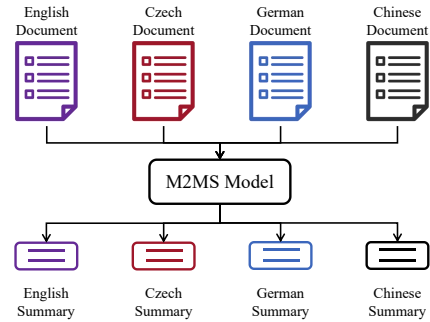 English
Document
Czech
Document
German
Document
Chinese
Document
M2MS Model
English
Summary
Czech
Summary
German
Summary
Chinese
Summary